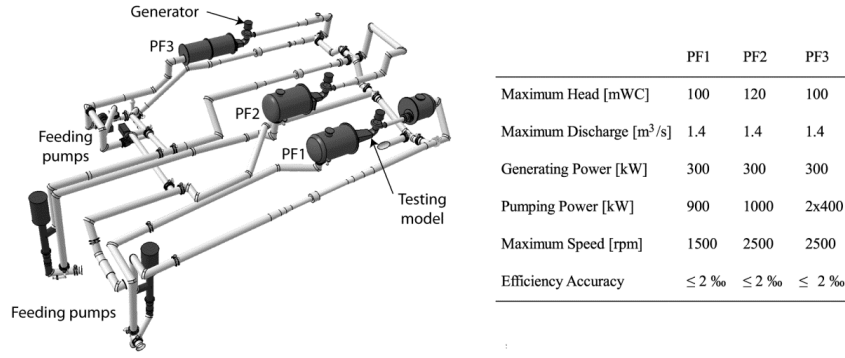 Generator
PF3
PF2
Feeding
pumps
PF1
Testing
model
Feeding pumps
PF1 PF2 PF3
Maximum Head [mWC] 100 120 100
Maximum Discharge [m³/s] 1.4 1.4 1.4
Generating Power [kW] 300 300 300
Pumping Power [kW] 900 1000 2x400
Maximum Speed [rpm] 1500 2500 2500
Efficiency Accuracy ≤ 2 ‰ ≤ 2 ‰ ≤ 2 ‰